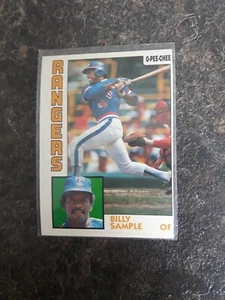 O-PEE-CHEE
RANGERS
BILLY
SAMPLE
OF